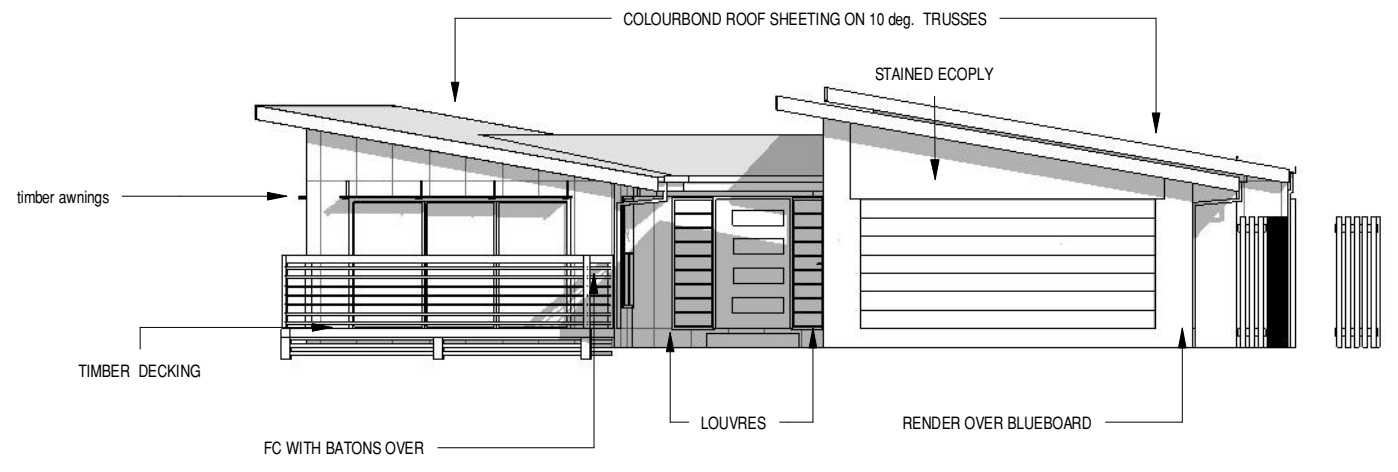 COLOURBOND ROOF SHEETING ON 10 deg. TRUSSES
STAINED ECOPLY
timber awnings
TIMBER DECKING
LOUVRES
RENDER OVER BLUEBOARD
FC WITH BATONS OVER